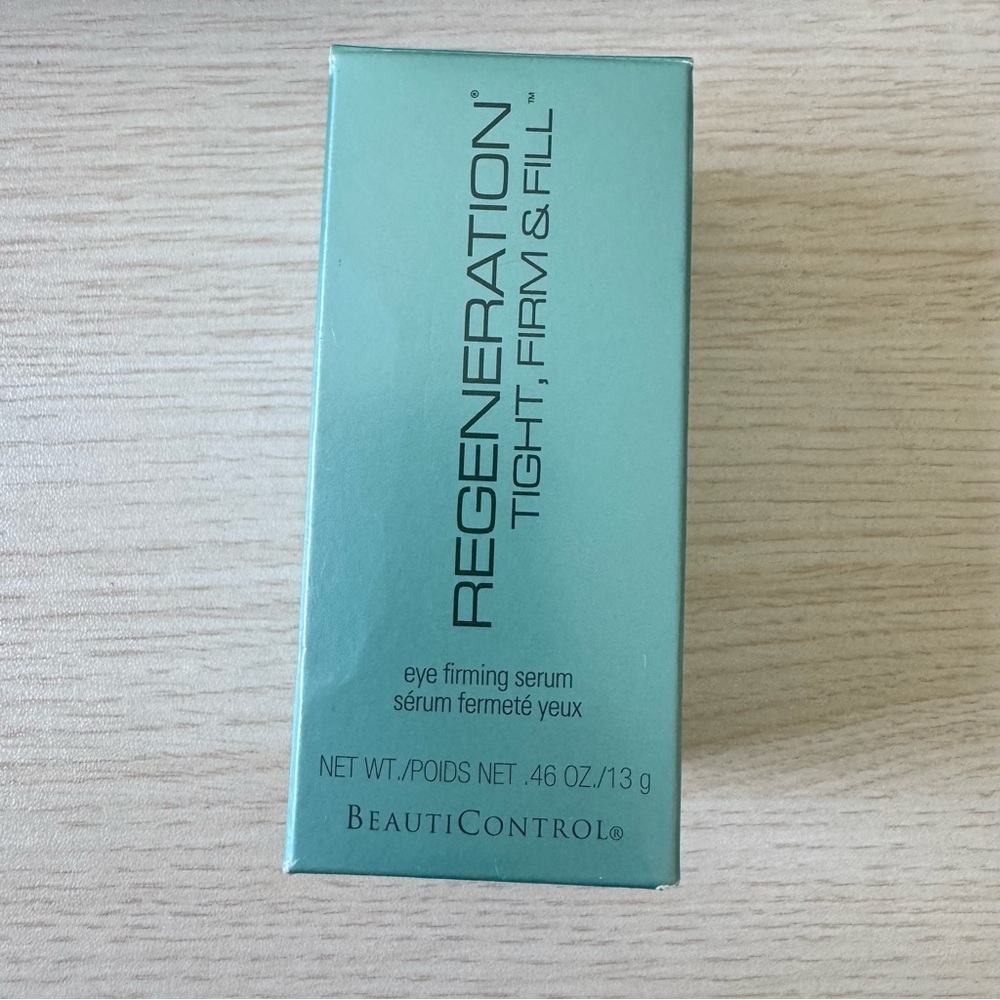 REGENERATION®
TIGHT, FIRM & FILL™
eye firming serum
sérum fermeté yeux
NET WT./POIDS NET .46 OZ./13 g
BEAUTICONTROL®